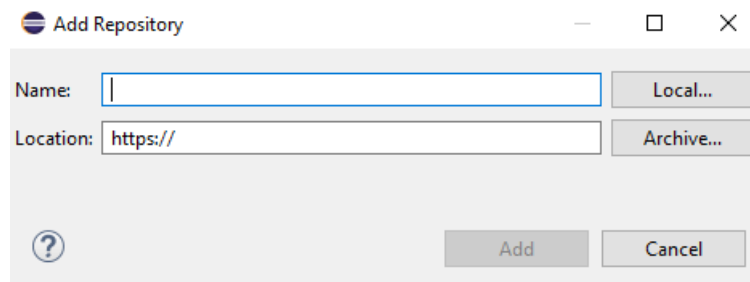 Add Repository
Name:
Local...
Location: https://
Archive...
?
Add
Cancel